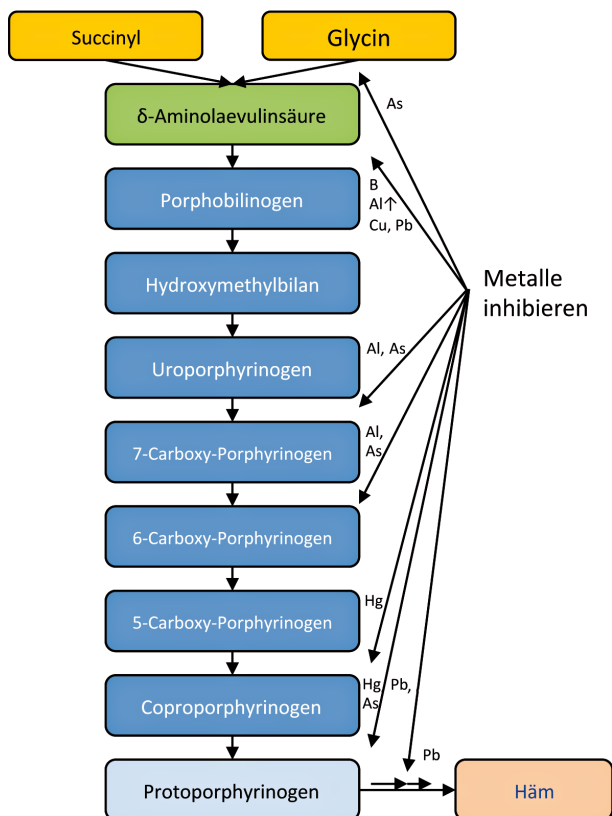 Succinyl
Glycin
As
δ-Aminolaevulinsäure
B
Al↑
Cu, Pb
Porphobilinogen
Metalle
inhibieren
Hydroxymethylbilan
Al, As
Uroporphyrinogen
Al,
As
7-Carboxy-Porphyrinogen
6-Carboxy-Porphyrinogen
Hg
5-Carboxy-Porphyrinogen
Hg, Pb,
As
Coproporphyrinogen
Pb
Protoporphyrinogen
Häm